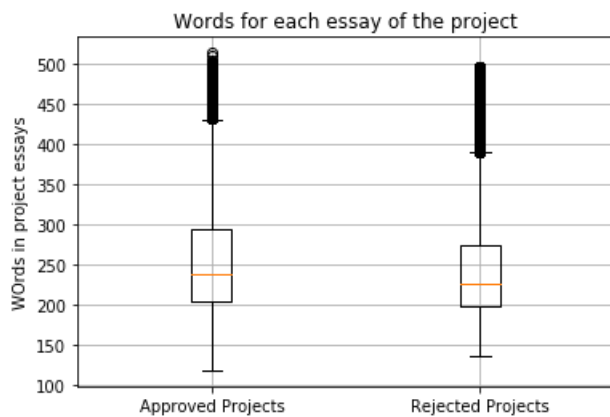 Words for each essay of the project
WOrds in project essays
500
450
400
350
300
250
200
150
100
Approved Projects
Rejected Projects